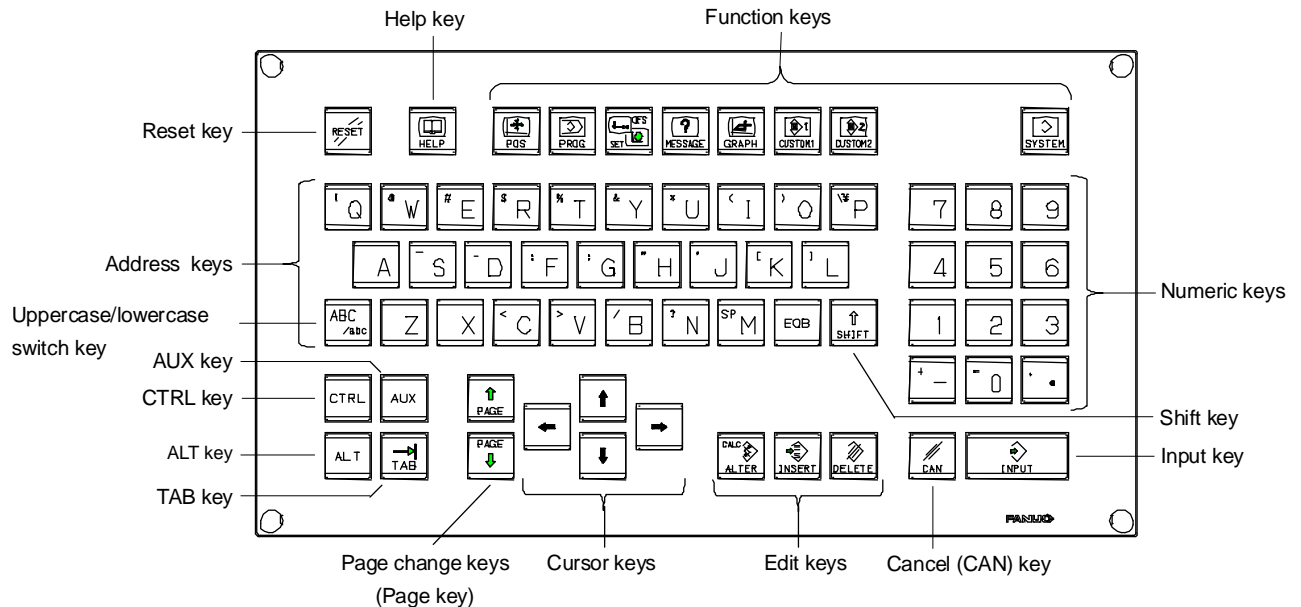 Help key
Function keys
Reset key
RESET
HELP
POS
PROG
OFS
SET
MESSAGE
GRAPH
1
CUSTOM1
2
CUSTOM2
SYSTEM
Address keys
Q
@ W
# E
$ R
% T
& Y
* U
( I
) O
\¥ P
7 8 9
A
S
D
F
; G
" H
' J
[ K
] L
4 5 6
Numeric keys
Uppercase/lowercase
switch key
ABC
/abc
Z
X
< C
> V
/ B
? N
SP M
EOB
SHIFT
1 2 3
AUX key
CTRL key
CTRL
AUX
PAGE
+ -
= 0
.
Shift key
ALT key
ALT
TAB
PAGE
CALC
ALTER
INSERT
DELETE
CAN
INPUT
Input key
TAB key
FANUC
Page change keys
(Page key)
Cursor keys
Edit keys
Cancel (CAN) key